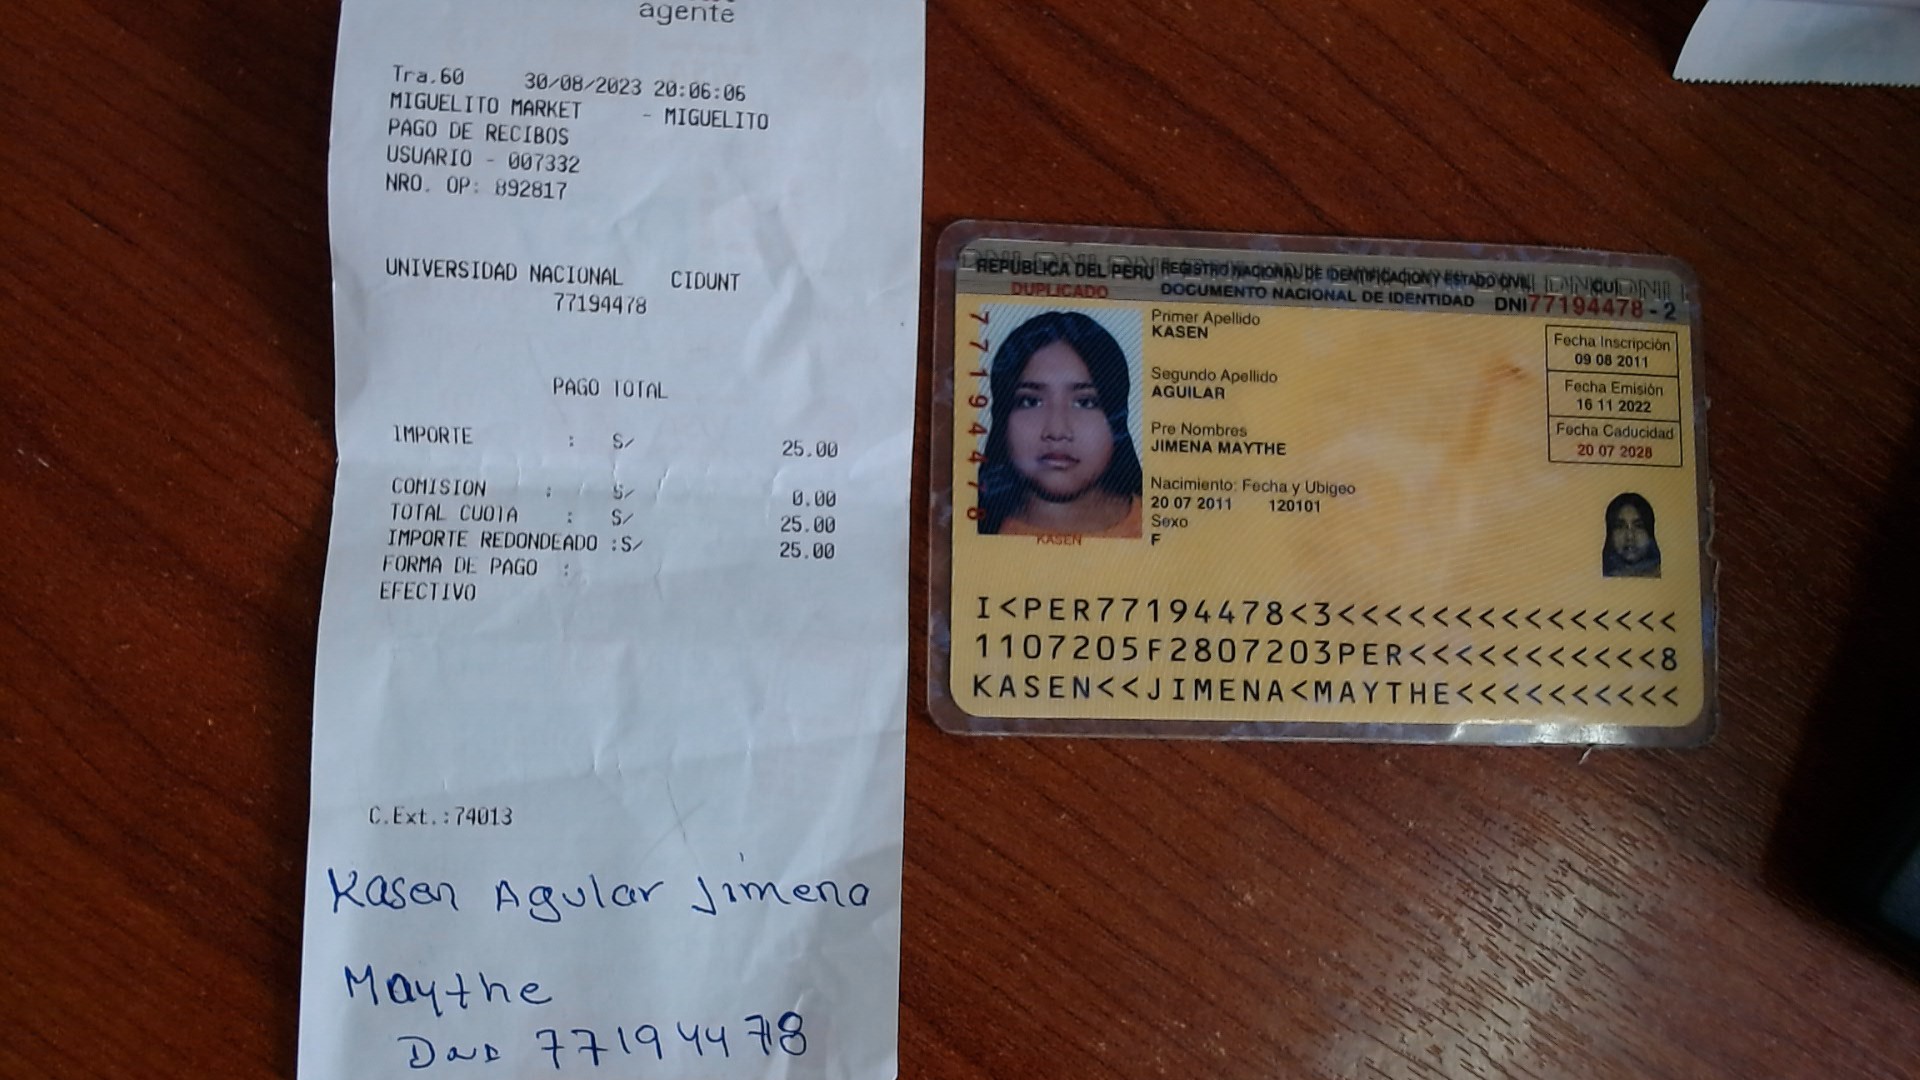 agente
Tra.60 30/08/2023 20:06:06
MIGUELITO MARKET - MIGUELITO
PAGO DE RECIBOS
USUARIO - 007332
NRO. OP: 892817
UNIVERSIDAD NACIONAL CIDUNT
77194478
PAGO TOTAL
IMPORTE : S/ 25.00
COMISION : S/ 0.00
TOTAL CUOTA : S/ 25.00
IMPORTE REDONDEADO :S/ 25.00
FORMA DE PAGO :
EFECTIVO
C.Ext.:74013
Kasen Agular Jimena
Maythe
77194478
REPUBLICA DEL PERU REGISTRO NACIONAL DE IDENTIFICACION Y ESTADO CIVIL CUI
DUPLICADO DOCUMENTO NACIONAL DE IDENTIDAD DNI77194478 - 2
77194478
Primer Apellido
KASEN
Segundo Apellido
AGUILAR
Pre Nombres
JIMENA MAYTHE
Nacimiento: Fecha y Ubigeo
20 07 2011 120101
Sexo
F
KASEN
Fecha Inscripción
09 08 2011
Fecha Emisión
16 11 2022
Fecha Caducidad
20 07 2028
I<PER77194478<3<<<<<<<<<<<<<<<
1107205F2807203PER<<<<<<<<<<<8
KASEN<<JIMENA<MAYTHE<<<<<<<<<<